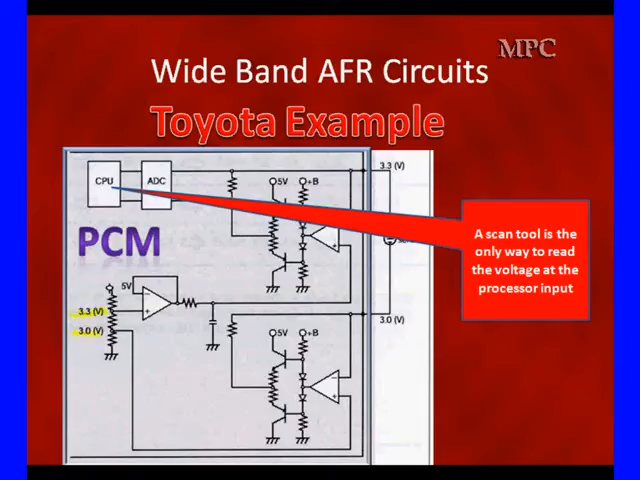 MPC
Wide Band AFR Circuits
Toyota Example
3.3 (V)
CPU
ADC
5V
+B
A scan tool is the
only way to read
the voltage at the
processor input
PCM
5V
3.3 (V)
3.0 (V)
3.0 (V)
5V
+B